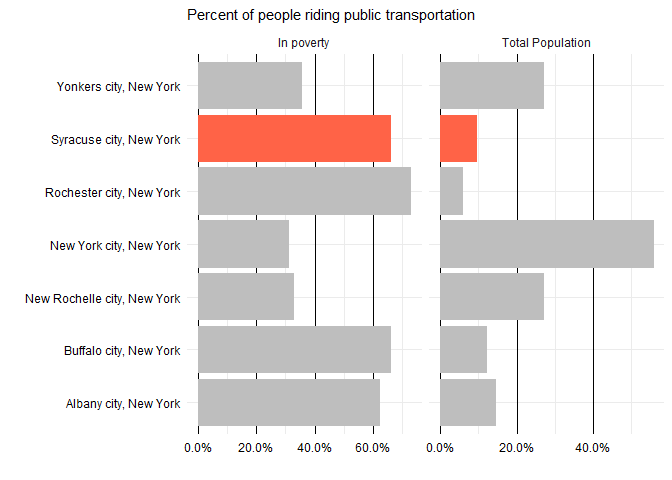 Percent of people riding public transportation
In poverty
Total Population
Yonkers city, New York
Syracuse city, New York
Rochester city, New York
New York city, New York
New Rochelle city, New York
Buffalo city, New York
Albany city, New York
0.0% 20.0% 40.0% 60.0%
0.0% 20.0% 40.0%